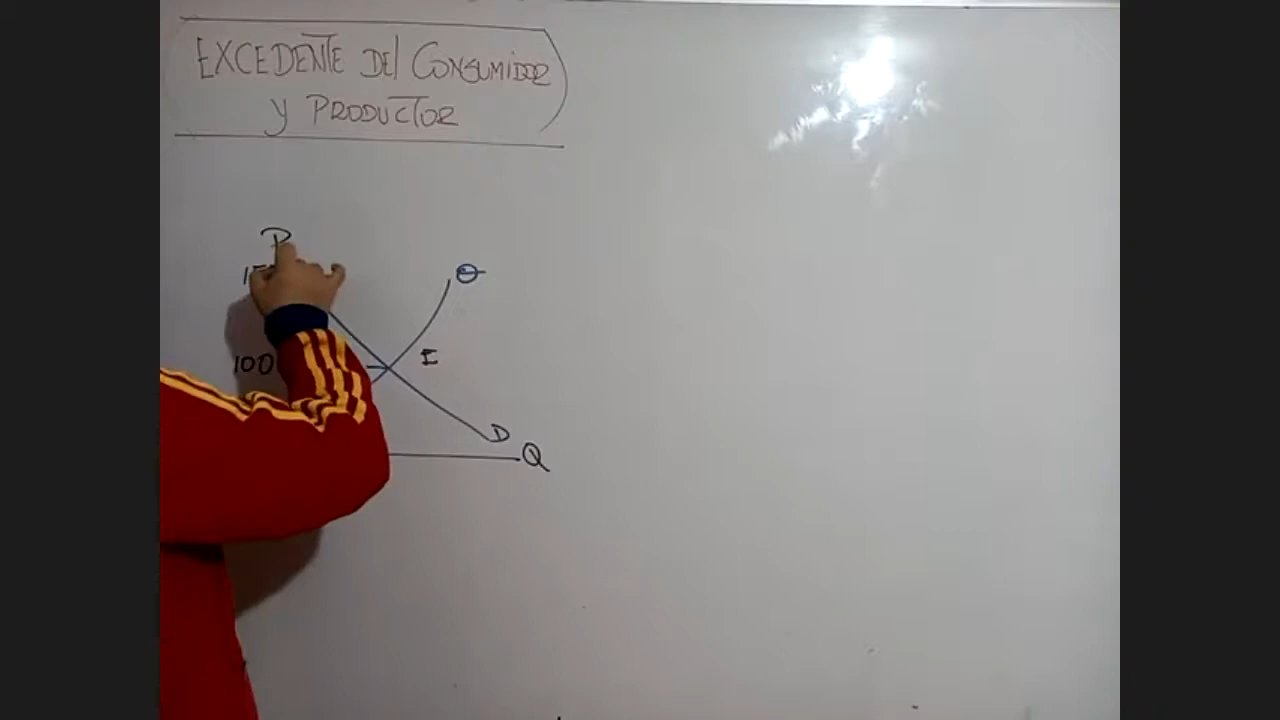 EXCEDENTE DEl CONSUMIDOR
y PRODUCTOR
P
O
100
E
D
Q